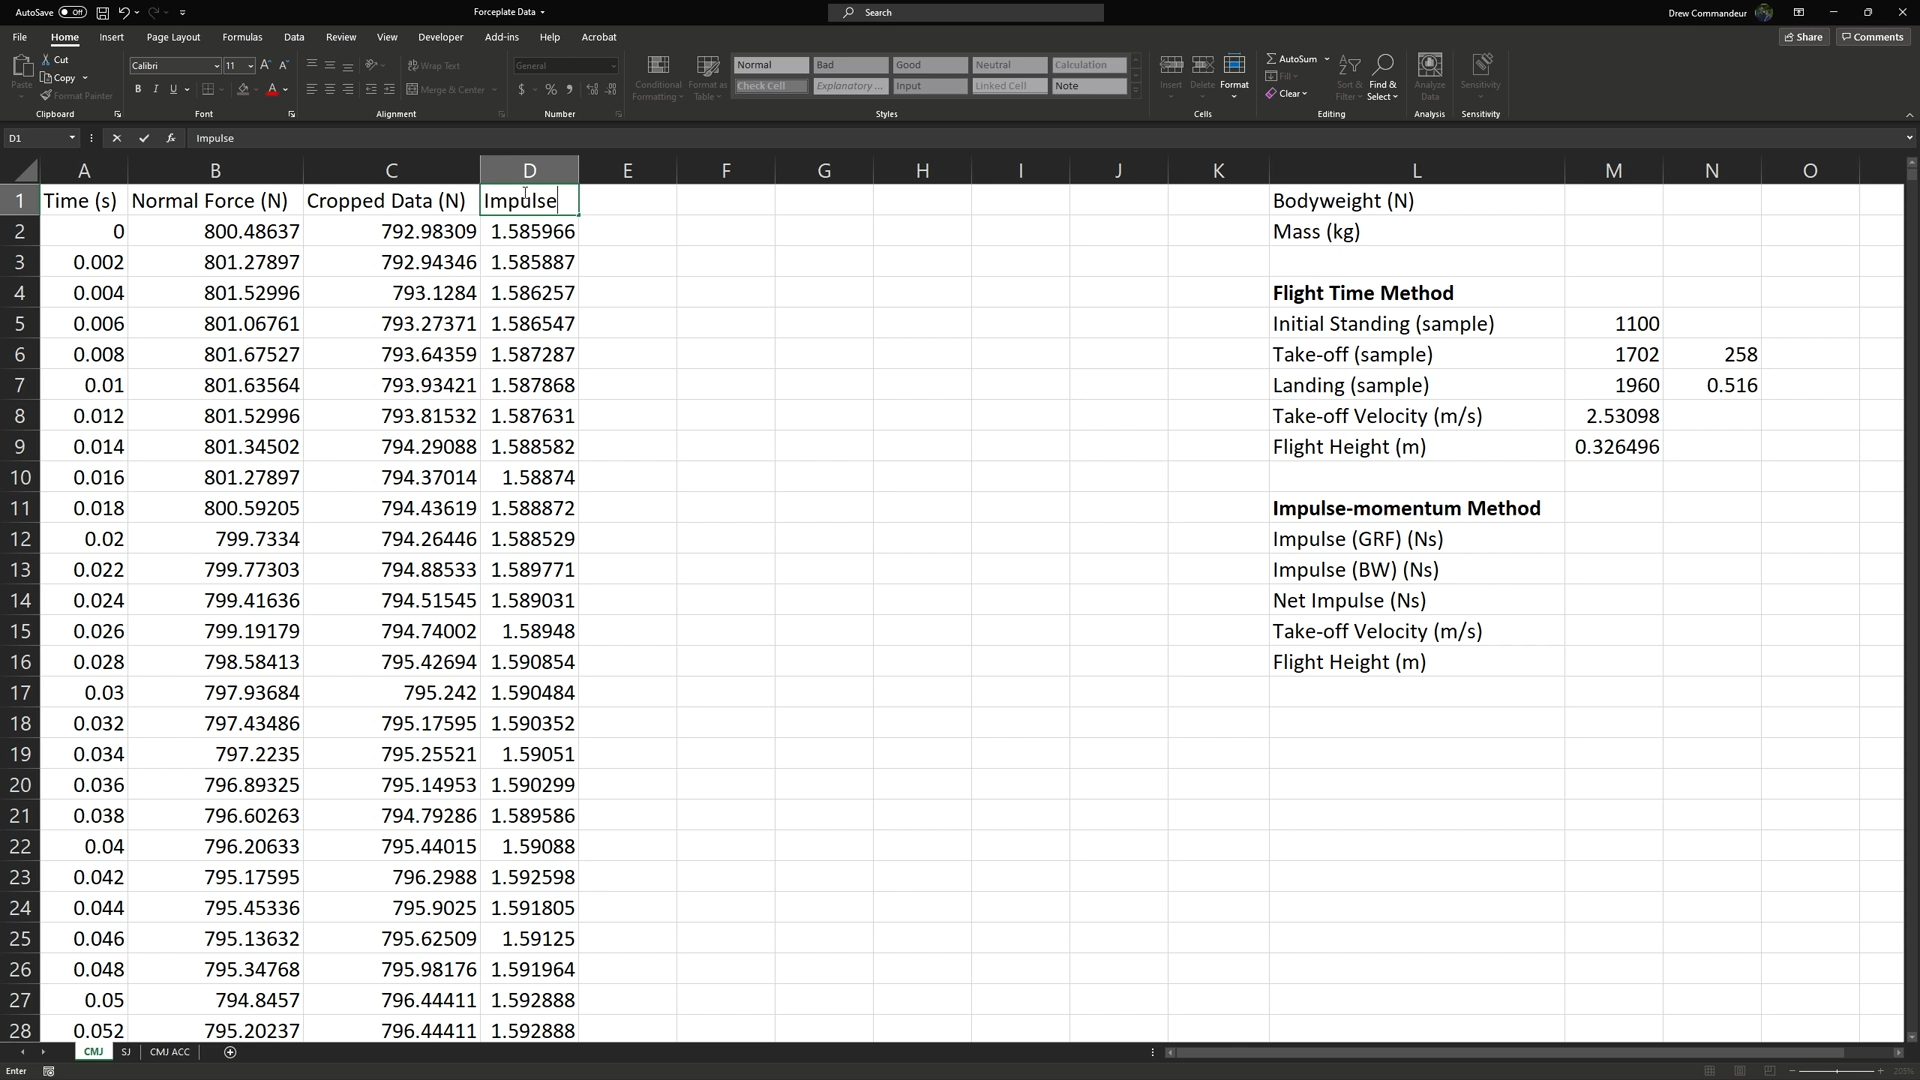 AutoSave Off Forceplate Data Search Drew Commandeur
File Home Insert Page Layout Formulas Data Review View Developer Add-ins Help Acrobat Share Comments
Paste Cut Copy Format Painter
Calibri 11 B I U
Wrap Text Merge & Center
General $ % ,
Conditional Formatting Format as Table
Normal Bad Good Neutral Calculation
Check Cell Explanatory ... Input Linked Cell Note
Insert Delete Format
AutoSum Fill Clear Sort & Filter Find & Select
Analyze Data Sensitivity
Clipboard Font Alignment Number Styles Cells Editing Analysis Sensitivity
D1 fx Impulse
A B C D E F G H I J K L M N O
1 Time (s) Normal Force (N) Cropped Data (N) Impulse Bodyweight (N)
2 0 800.48637 792.98309 1.585966 Mass (kg)
3 0.002 801.27897 792.94346 1.585887
4 0.004 801.52996 793.1284 1.586257 Flight Time Method
5 0.006 801.06761 793.27371 1.586547 Initial Standing (sample) 1100
6 0.008 801.67527 793.64359 1.587287 Take-off (sample) 1702 258
7 0.01 801.63564 793.93421 1.587868 Landing (sample) 1960 0.516
8 0.012 801.52996 793.81532 1.587631 Take-off Velocity (m/s) 2.53098
9 0.014 801.34502 794.29088 1.588582 Flight Height (m) 0.326496
10 0.016 801.27897 794.37014 1.58874
11 0.018 800.59205 794.43619 1.588872 Impulse-momentum Method
12 0.02 799.7334 794.26446 1.588529 Impulse (GRF) (Ns)
13 0.022 799.77303 794.88533 1.589771 Impulse (BW) (Ns)
14 0.024 799.41636 794.51545 1.589031 Net Impulse (Ns)
15 0.026 799.19179 794.74002 1.58948 Take-off Velocity (m/s)
16 0.028 798.58413 795.42694 1.590854 Flight Height (m)
17 0.03 797.93684 795.242 1.590484
18 0.032 797.43486 795.17595 1.590352
19 0.034 797.2235 795.25521 1.59051
20 0.036 796.89325 795.14953 1.590299
21 0.038 796.60263 794.79286 1.589586
22 0.04 796.20633 795.44015 1.59088
23 0.042 795.17595 796.2988 1.592598
24 0.044 795.45336 795.9025 1.591805
25 0.046 795.13632 795.62509 1.59125
26 0.048 795.34768 795.98176 1.591964
27 0.05 794.8457 796.44411 1.592888
28 0.052 795.20237 796.44411 1.592888
CMJ SJ CMJ ACC
Enter 205%